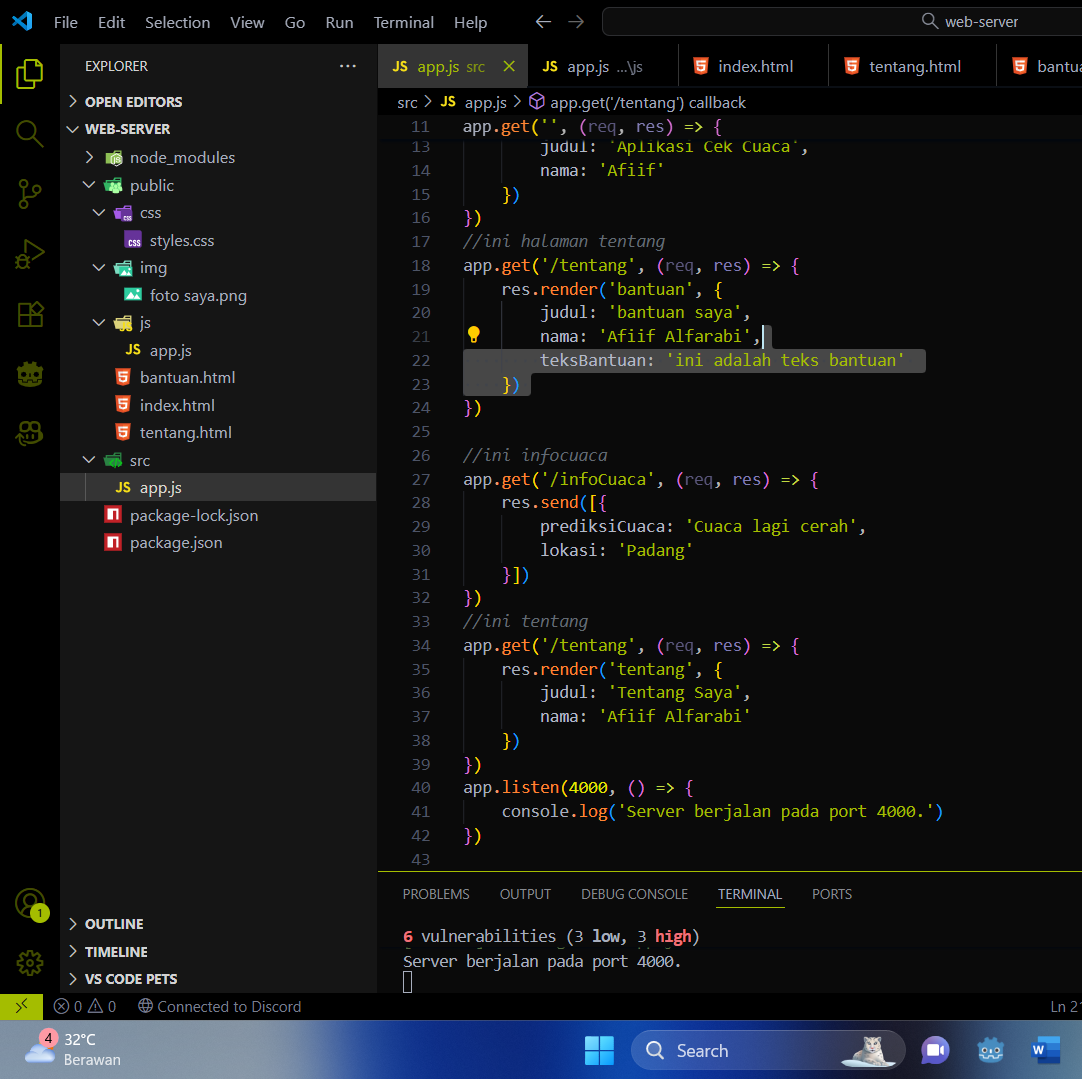 File Edit Selection View Go Run Terminal Help web-server
EXPLORER
OPEN EDITORS
WEB-SERVER
node_modules
public
css
styles.css
img
foto saya.png
js
JS app.js
bantuan.html
index.html
tentang.html
src
JS app.js
package-lock.json
package.json
OUTLINE
TIMELINE
VS CODE PETS
JS app.js src JS app.js ...\js index.html tentang.html bantua
src > JS app.js > app.get('/tentang') callback
11 app.get('', (req, res) => {
13 judul: 'Aplikasi Cek Cuaca',
14 nama: 'Afiif'
15 })
16 })
17 //ini halaman tentang
18 app.get('/tentang', (req, res) => {
19 res.render('bantuan', {
20 judul: 'bantuan saya',
21 nama: 'Afiif Alfarabi',
22 teksBantuan: 'ini adalah teks bantuan'
23 })
24 })
25
26 //ini infocuaca
27 app.get('/infoCuaca', (req, res) => {
28 res.send([{
29 prediksiCuaca: 'Cuaca lagi cerah',
30 lokasi: 'Padang'
31 }])
32 })
33 //ini tentang
34 app.get('/tentang', (req, res) => {
35 res.render('tentang', {
36 judul: 'Tentang Saya',
37 nama: 'Afiif Alfarabi'
38 })
39 })
40 app.listen(4000, () => {
41 console.log('Server berjalan pada port 4000.')
42 })
43
PROBLEMS OUTPUT DEBUG CONSOLE TERMINAL PORTS
6 vulnerabilities (3 low, 3 high)
Server berjalan pada port 4000.
1
0 0 Connected to Discord Ln 21
4 32°C
Berawan
Search